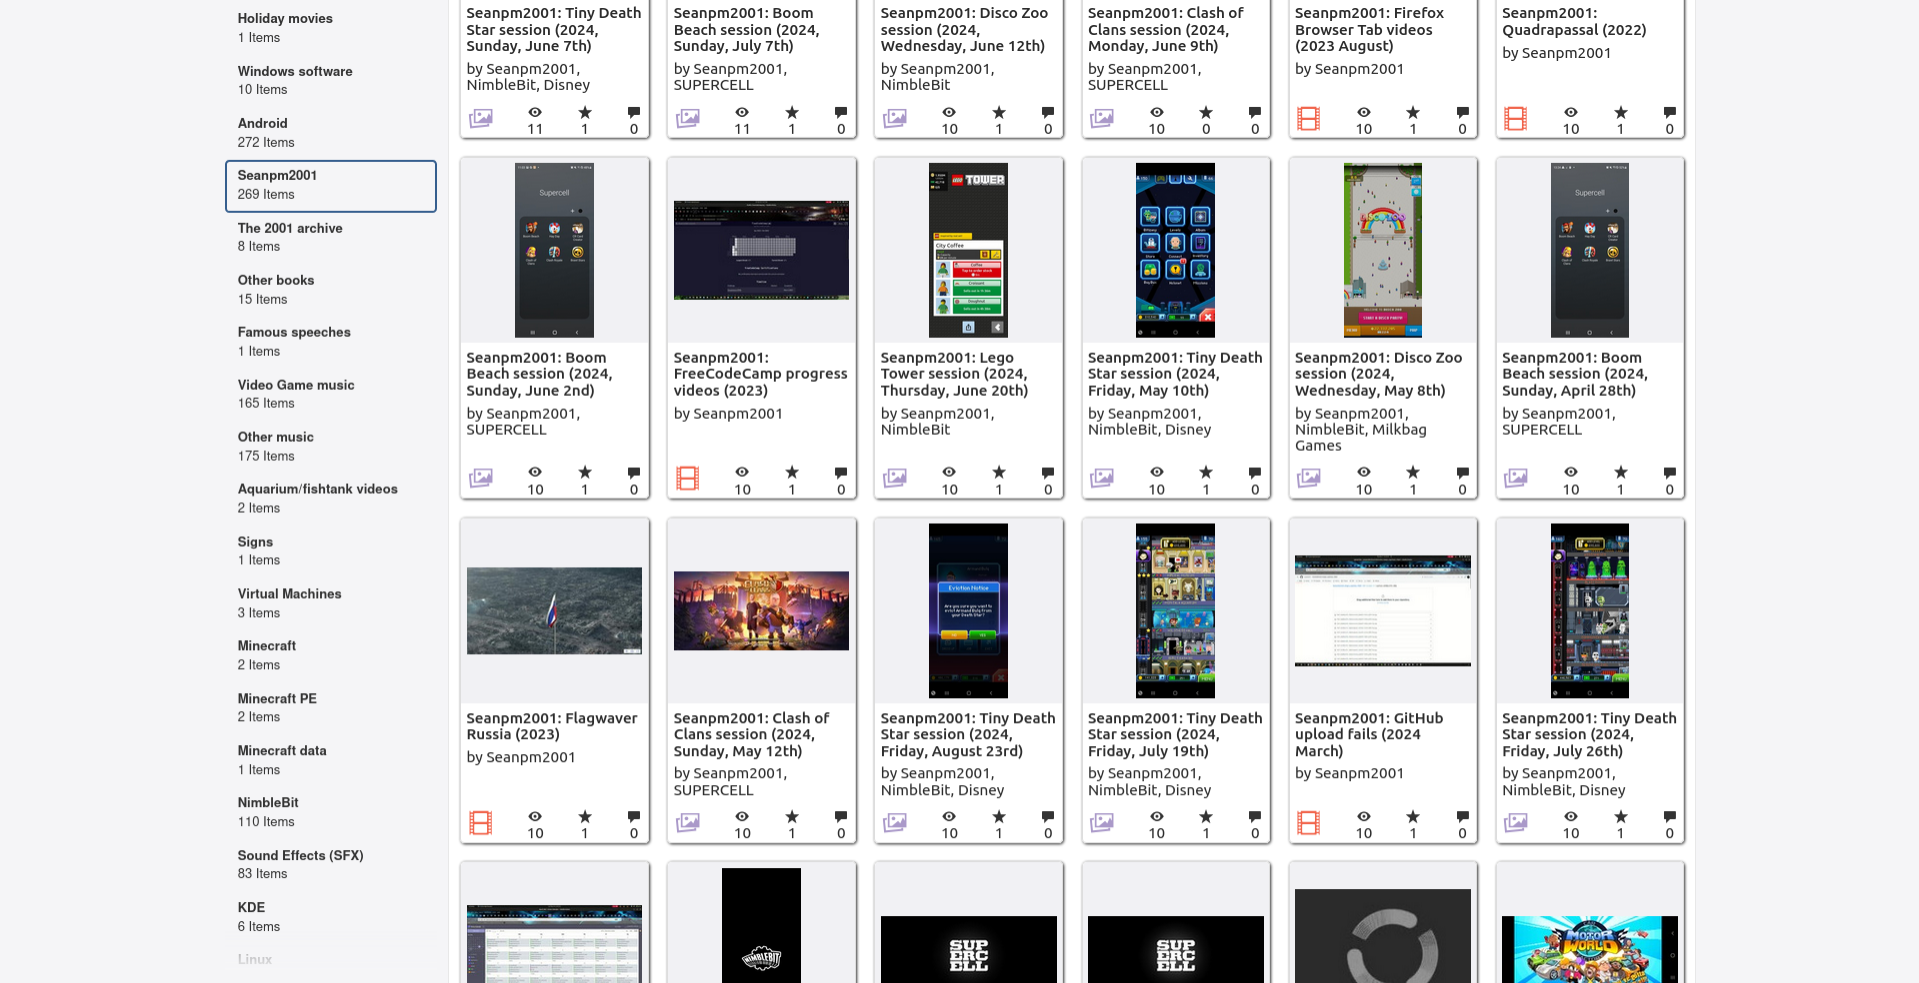 Holiday movies
1 Items
Windows software
10 Items
Android
272 Items
Seanpm2001
269 Items
The 2001 archive
8 Items
Other books
15 Items
Famous speeches
1 Items
Video Game music
165 Items
Other music
175 Items
Aquarium/fishtank videos
2 Items
Signs
1 Items
Virtual Machines
3 Items
Minecraft
2 Items
Minecraft PE
2 Items
Minecraft data
1 Items
NimbleBit
110 Items
Sound Effects (SFX)
83 Items
KDE
6 Items
Linux
Seanpm2001: Tiny Death
Star session (2024,
Sunday, June 7th)
by Seanpm2001,
NimbleBit, Disney
11 1 0
Seanpm2001: Boom
Beach session (2024,
Sunday, July 7th)
by Seanpm2001,
SUPERCELL
11 1 0
Seanpm2001: Disco Zoo
session (2024,
Wednesday, June 12th)
by Seanpm2001,
NimbleBit
10 1 0
Seanpm2001: Clash of
Clans session (2024,
Monday, June 9th)
by Seanpm2001,
SUPERCELL
10 0 0
Seanpm2001: Firefox
Browser Tab videos
(2023 August)
by Seanpm2001
10 1 0
Seanpm2001:
Quadrapassal (2022)
by Seanpm2001
10 1 0
Supercell
Seanpm2001: Boom
Beach session (2024,
Sunday, June 2nd)
by Seanpm2001,
SUPERCELL
10 1 0
Seanpm2001:
FreeCodeCamp progress
videos (2023)
by Seanpm2001
10 1 0
LEGO TOWER
City Coffee
Seanpm2001: Lego
Tower session (2024,
Thursday, June 20th)
by Seanpm2001,
NimbleBit
10 1 0
Seanpm2001: Tiny Death
Star session (2024,
Friday, May 10th)
by Seanpm2001,
NimbleBit, Disney
10 1 0
Seanpm2001: Disco Zoo
session (2024,
Wednesday, May 8th)
by Seanpm2001,
NimbleBit, Milkbag
Games
10 1 0
Supercell
Seanpm2001: Boom
Beach session (2024,
Sunday, April 28th)
by Seanpm2001,
SUPERCELL
10 1 0
Seanpm2001: Flagwaver
Russia (2023)
by Seanpm2001
10 1 0
Seanpm2001: Clash of
Clans session (2024,
Sunday, May 12th)
by Seanpm2001,
SUPERCELL
10 1 0
Eviction Notice
Seanpm2001: Tiny Death
Star session (2024,
Friday, August 23rd)
by Seanpm2001,
NimbleBit, Disney
10 1 0
Seanpm2001: Tiny Death
Star session (2024,
Friday, July 19th)
by Seanpm2001,
NimbleBit, Disney
10 1 0
Seanpm2001: GitHub
upload fails (2024
March)
by Seanpm2001
10 1 0
Seanpm2001: Tiny Death
Star session (2024,
Friday, July 26th)
by Seanpm2001,
NimbleBit, Disney
10 1 0
NIMBLEBIT
SUP
ERC
ELL
SUP
ERC
ELL
MOTOR
WORLD